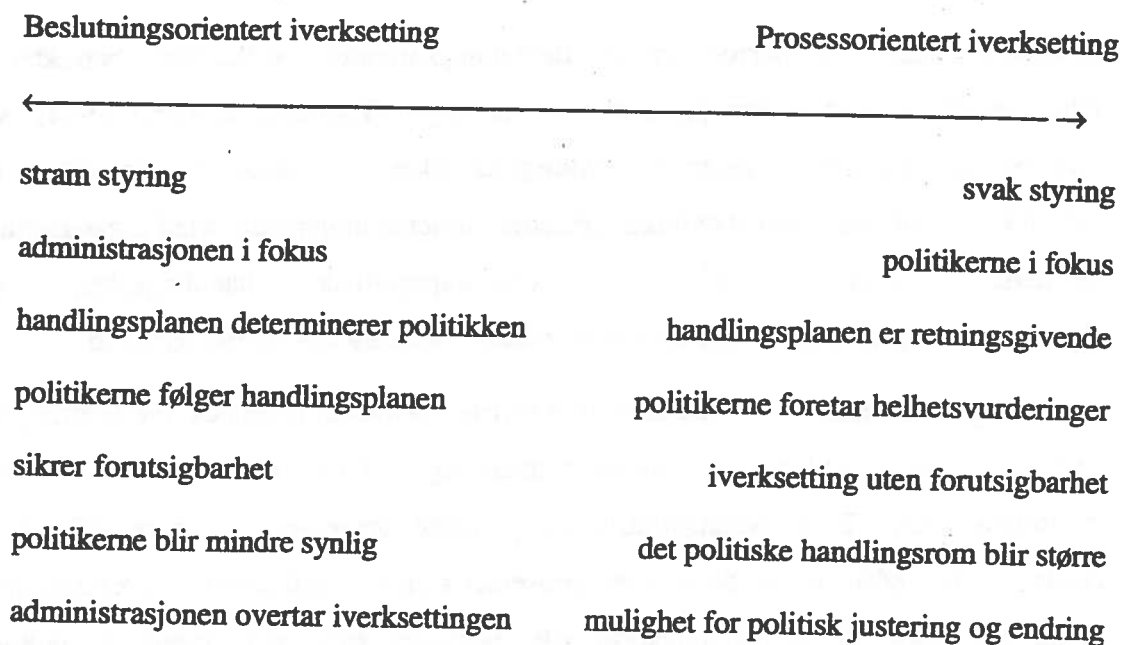 Beslutningsorientert iverksetting Prosessorientert iverksetting
stram styring svak styring
administrasjonen i fokus politikerne i fokus
handlingsplanen determinerer politikken handlingsplanen er retningsgivende
politikerne følger handlingsplanen politikerne foretar helhetsvurderinger
sikrer forutsigbarhet iverksetting uten forutsigbarhet
politikerne blir mindre synlig det politiske handlingsrom blir større
administrasjonen overtar iverksettingen mulighet for politisk justering og endring